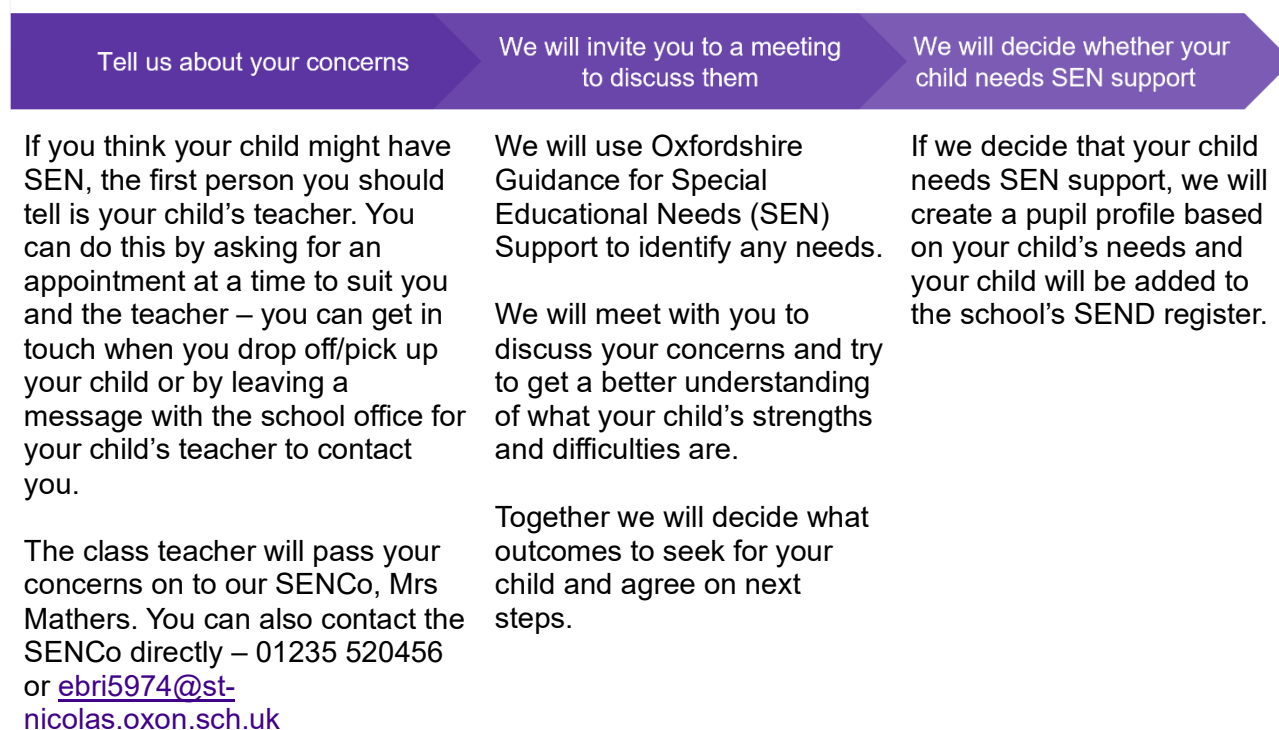 Tell us about your concerns
We will invite you to a meeting
to discuss them
We will decide whether your
child needs SEN support
If you think your child might have
SEN, the first person you should
tell is your child’s teacher. You
can do this by asking for an
appointment at a time to suit you
and the teacher – you can get in
touch when you drop off/pick up
your child or by leaving a
message with the school office for
your child’s teacher to contact
you.
The class teacher will pass your
concerns on to our SENCo, Mrs
Mathers. You can also contact the
SENCo directly – 01235 520456
or ebri5974@st-
nicolas.oxon.sch.uk
We will use Oxfordshire
Guidance for Special
Educational Needs (SEN)
Support to identify any needs.
We will meet with you to
discuss your concerns and try
to get a better understanding
of what your child’s strengths
and difficulties are.
Together we will decide what
outcomes to seek for your
child and agree on next
steps.
If we decide that your child
needs SEN support, we will
create a pupil profile based
on your child’s needs and
your child will be added to
the school’s SEND register.